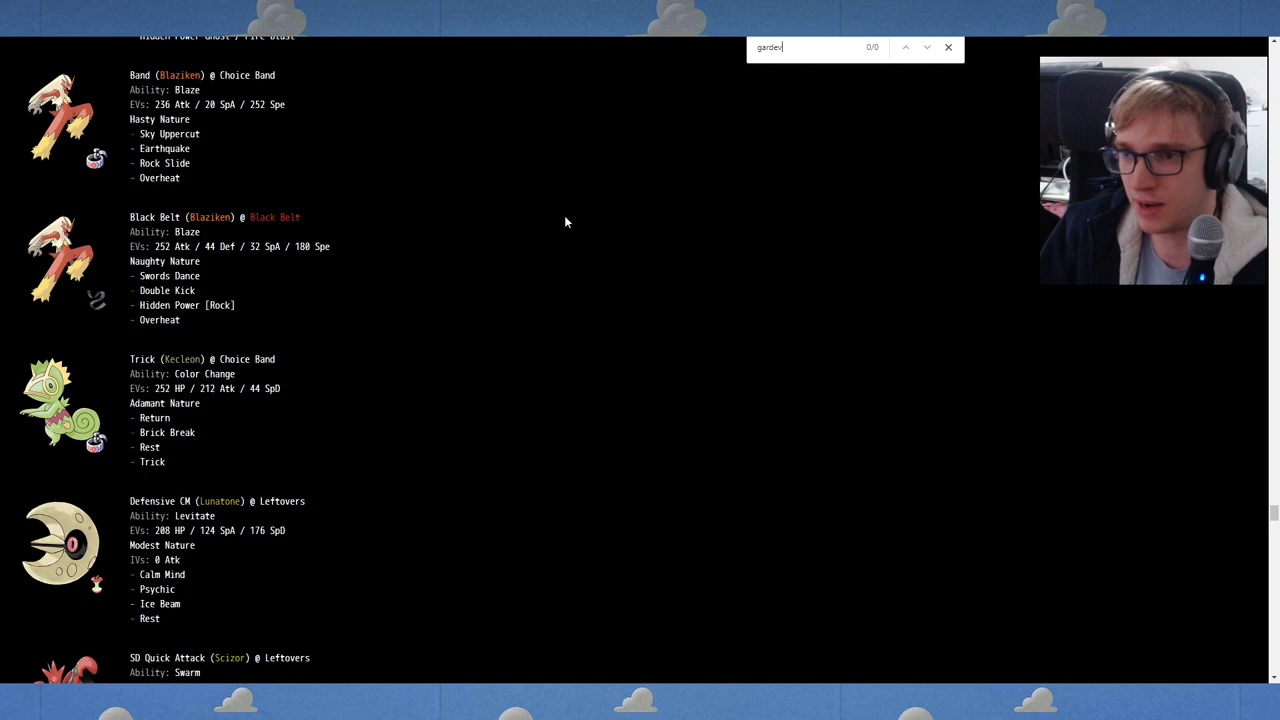 gardev
0/0
Band (Blaziken) @ Choice Band
Ability: Blaze
EVs: 236 Atk / 20 SpA / 252 Spe
Hasty Nature
- Sky Uppercut
- Earthquake
- Rock Slide
- Overheat
Black Belt (Blaziken) @ Black Belt
Ability: Blaze
EVs: 252 Atk / 44 Def / 32 SpA / 180 Spe
Naughty Nature
- Swords Dance
- Double Kick
- Hidden Power [Rock]
- Overheat
Trick (Kecleon) @ Choice Band
Ability: Color Change
EVs: 252 HP / 212 Atk / 44 SpD
Adamant Nature
- Return
- Brick Break
- Rest
- Trick
Defensive CM (Lunatone) @ Leftovers
Ability: Levitate
EVs: 208 HP / 124 SpA / 176 SpD
Modest Nature
IVs: 0 Atk
- Calm Mind
- Psychic
- Ice Beam
- Rest
SD Quick Attack (Scizor) @ Leftovers
Ability: Swarm